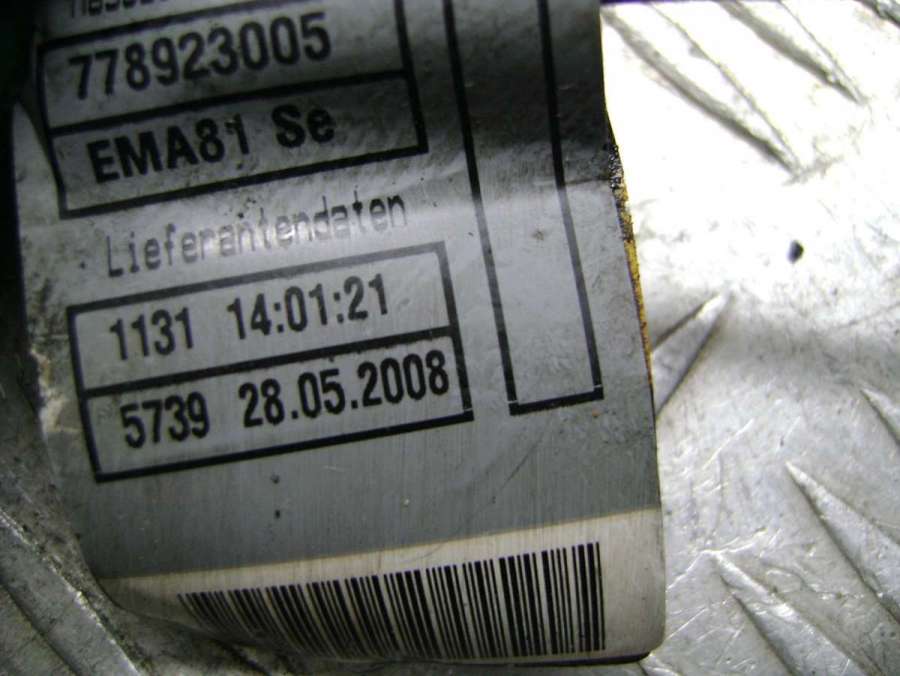 778923005
EMA81 Se
Lieferantendaten
1131 14:01:21
5739 28.05.2008